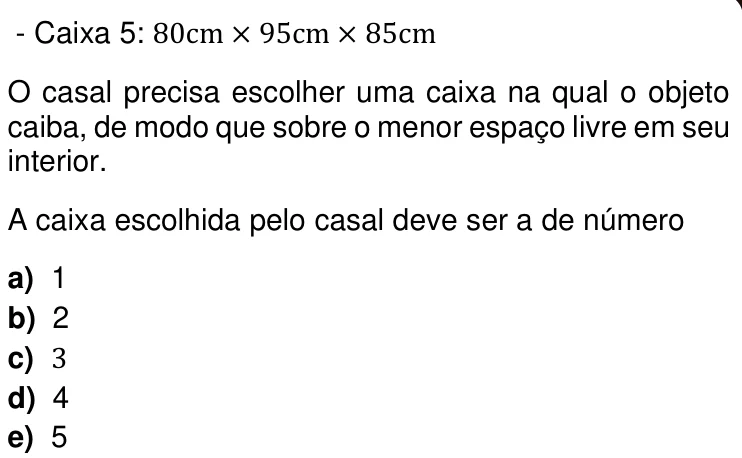 - Caixa 5: 80cm × 95cm × 85cm
O casal precisa escolher uma caixa na qual o objeto
caiba, de modo que sobre o menor espaço livre em seu
interior.
A caixa escolhida pelo casal deve ser a de número
a) 1
b) 2
c) 3
d) 4
e) 5